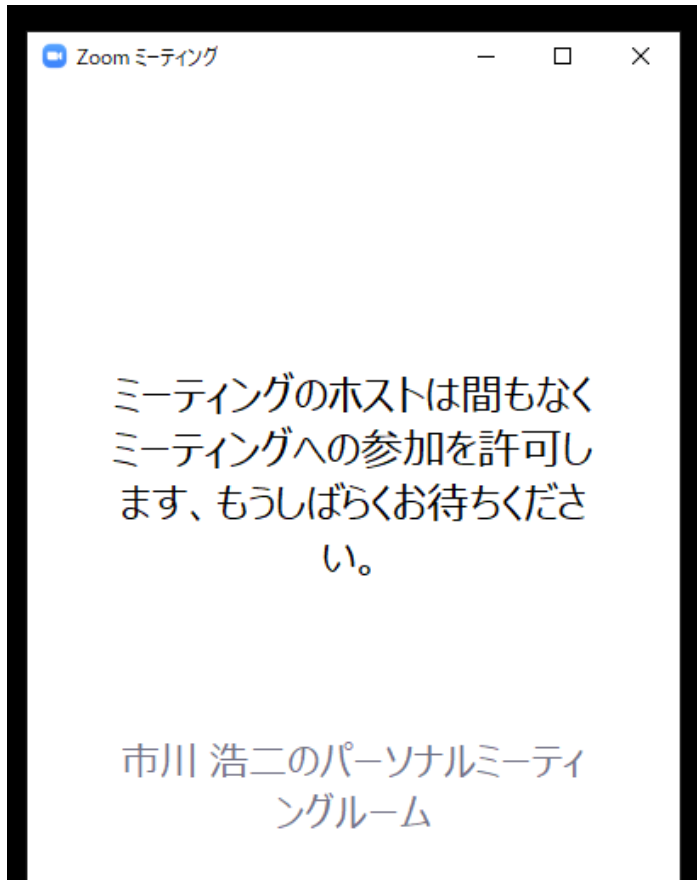 Zoom ミーティング
ミーティングのホストは間もなく
ミーティングへの参加を許可し
ます、もうしばらくお待ちくださ
い。
市川 浩二のパーソナルミーティ
ングルーム